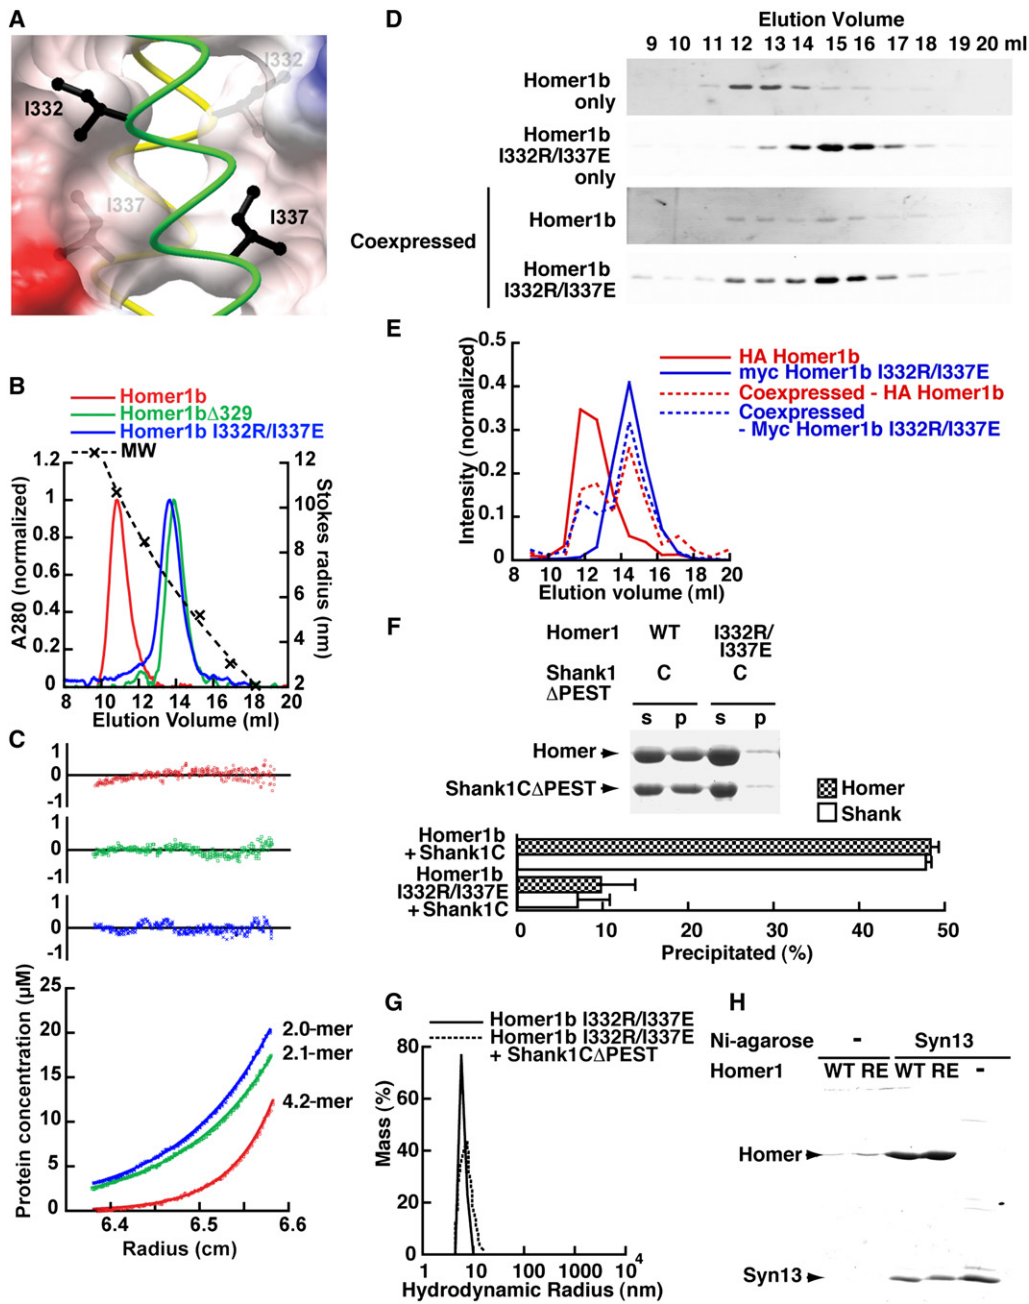 A
I332
I332
I337
I337
B
Homer1b
Homer1bΔ329
Homer1b I332R/I337E
MW
1.2
1
0.8
0.6
0.4
0.2
0
A280 (normalized)
12
10
8
6
4
2
Stokes radius (nm)
8 10 12 14 16 18 20
Elution Volume (ml)
C
1
0
-1
1
0
-1
1
0
-1
25
20
15
10
5
0
Protein concentration (μM)
2.0-mer
2.1-mer
4.2-mer
6.4 6.5 6.6
Radius (cm)
D
Elution Volume
9 10 11 12 13 14 15 16 17 18 19 20 ml
Homer1b
only
Homer1b
I332R/I337E
only
Coexpressed
Homer1b
Homer1b
I332R/I337E
E
0.5
0.4
0.3
0.2
0.1
0
Intensity (normalized)
HA Homer1b
myc Homer1b I332R/I337E
Coexpressed - HA Homer1b
Coexpressed
- Myc Homer1b I332R/I337E
8 10 12 14 16 18 20
Elution volume (ml)
F
Homer1 WT I332R/
I337E
Shank1 C C
ΔPEST
s p s p
Homer
Shank1CΔPEST
Homer
Shank
Homer1b
+ Shank1C
Homer1b
I332R/I337E
+ Shank1C
0 10 20 30 40 50
Precipitated (%)
G
Homer1b I332R/I337E
Homer1b I332R/I337E
+ Shank1CΔPEST
80
60
40
20
0
Mass (%)
1 10 100 1000 10⁴
Hydrodynamic Radius (nm)
H
Ni-agarose - Syn13
Homer1 WT RE WT RE -
Homer
Syn13